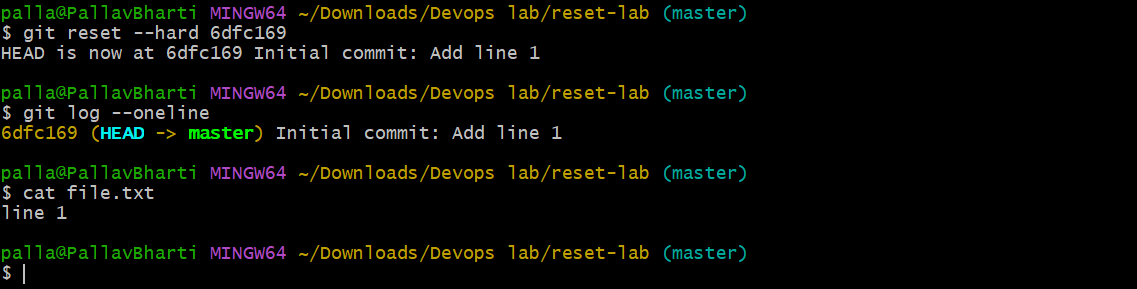 palla@PallavBharti MINGW64 ~/Downloads/Devops lab/reset-lab (master)
$ git reset --hard 6dfc169
HEAD is now at 6dfc169 Initial commit: Add line 1
palla@PallavBharti MINGW64 ~/Downloads/Devops lab/reset-lab (master)
$ git log --oneline
6dfc169 (HEAD -> master) Initial commit: Add line 1
palla@PallavBharti MINGW64 ~/Downloads/Devops lab/reset-lab (master)
$ cat file.txt
line 1
palla@PallavBharti MINGW64 ~/Downloads/Devops lab/reset-lab (master)
$